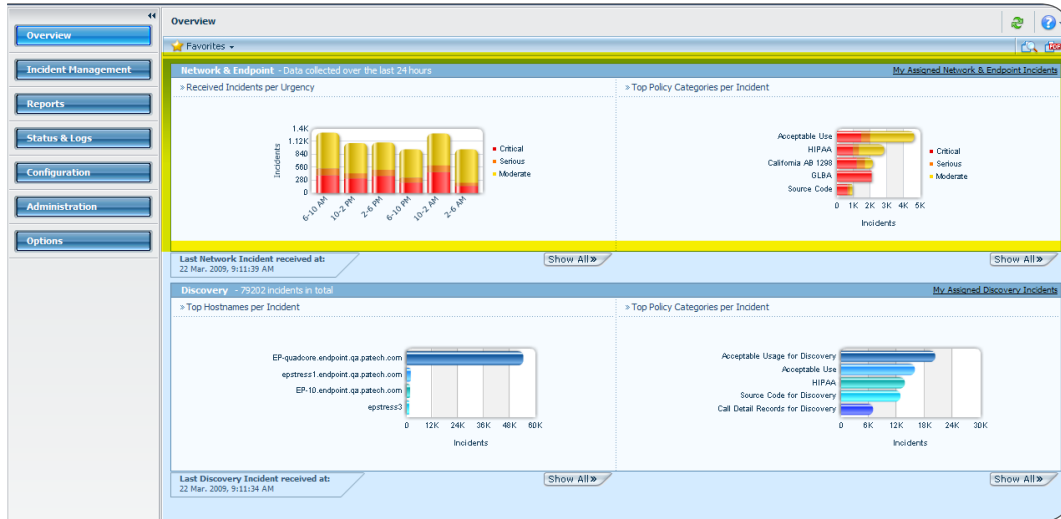 Overview
Overview
Incident Management
Reports
Status & Logs
Configuration
Administration
Options
Favorites
PDF
Network & Endpoint - Data collected over the last 24 hours
My Assigned Network & Endpoint Incidents
» Received Incidents per Urgency
Incidents
1.4K
1.12K
840
560
280
0
6-10 AM
10-2 PM
2-6 PM
6-10 PM
10-2 AM
2-6 AM
Critical
Serious
Moderate
» Top Policy Categories per Incident
Acceptable Use
HIPAA
California AB 1298
GLBA
Source Code
0 1K 2K 3K 4K 5K
Incidents
Critical
Serious
Moderate
Last Network Incident received at:
22 Mar. 2009, 9:11:39 AM
Show All»
Show All»
Discovery - 79202 incidents in total
My Assigned Discovery Incidents
» Top Hostnames per Incident
EP-quadcore.endpoint.qa.patech.com
epstress1.endpoint.qa.patech.com
EP-10.endpoint.qa.patech.com
epstress3
0 12K 24K 36K 48K 60K
Incidents
» Top Policy Categories per Incident
Acceptable Usage for Discovery
Acceptable Use
HIPAA
Source Code for Discovery
Call Detail Records for Discovery
0 6K 12K 18K 24K 30K
Incidents
Last Discovery Incident received at:
22 Mar. 2009, 9:11:34 AM
Show All»
Show All»